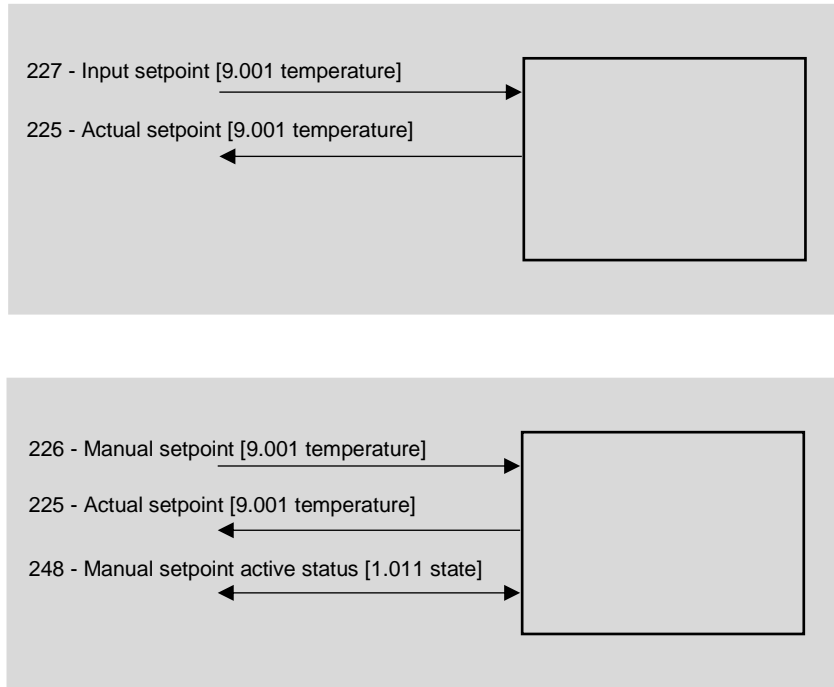 227 - Input setpoint [9.001 temperature]
225 - Actual setpoint [9.001 temperature]
226 - Manual setpoint [9.001 temperature]
225 - Actual setpoint [9.001 temperature]
248 - Manual setpoint active status [1.011 state]